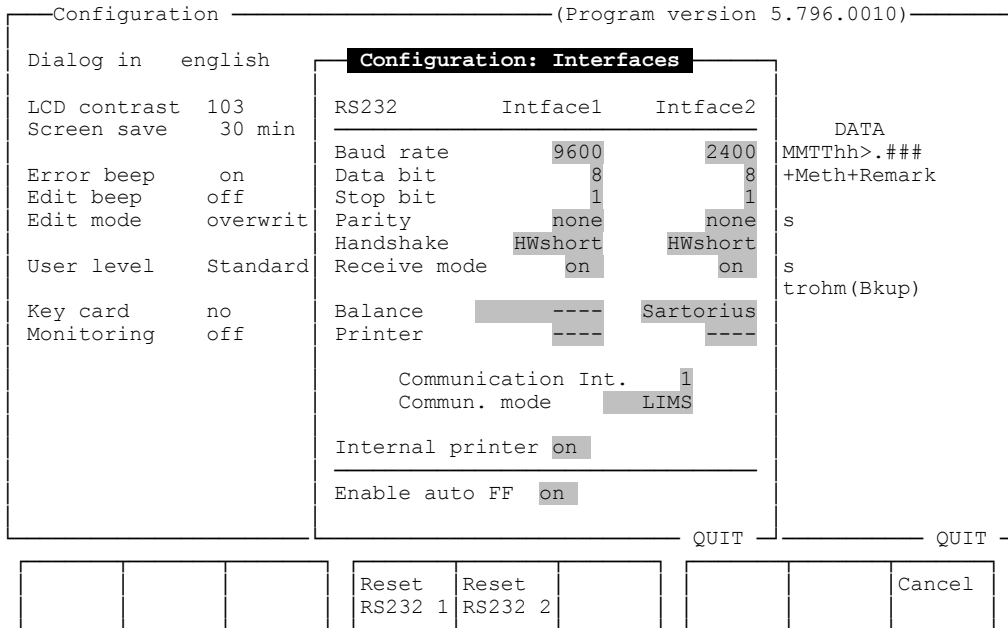 Configuration (Program version 5.796.0010)
Dialog in english Configuration: Interfaces
LCD contrast 103 RS232 Intface1 Intface2
Screen save 30 min DATA
Baud rate 9600 2400 MMTThh>.###
Error beep on Data bit 8 8 +Meth+Remark
Edit beep off Stop bit 1 1
Edit mode overwrit Parity none none s
Handshake HWshort HWshort
User level Standard Receive mode on on s
trohm(Bkup)
Key card no Balance ---- Sartorius
Monitoring off Printer ---- ----
Communication Int. 1
Commun. mode LIMS
Internal printer on
Enable auto FF on
QUIT QUIT
Reset Reset Cancel
RS232 1 RS232 2